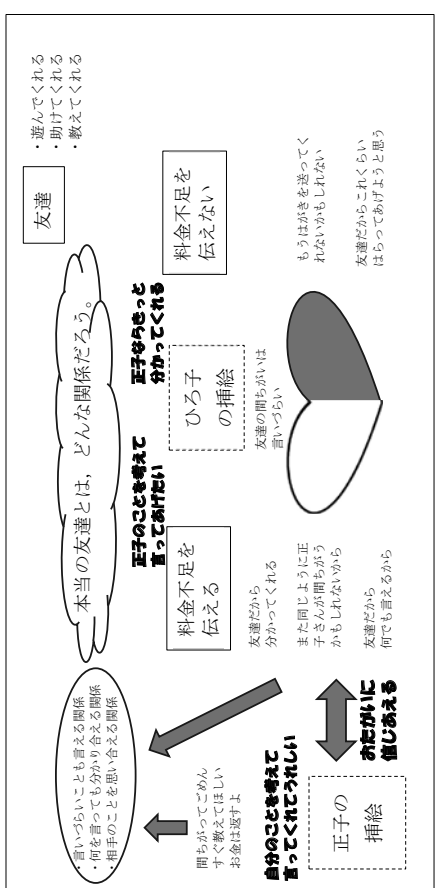 友達
・遊んでくれる
・助けてくれる
・教えてくれる
本当の友達とは，どんな関係だろう。
・言いづらいことも言える関係
・何を言っても分かり合える関係
・相手のことを思い合える関係
料金不足を
伝えない
正子ならきっと
分かってくれる
ひろ子
の挿絵
正子のことを考えて
言ってあげたい
料金不足を
伝える
もうはがきを送ってく
れないかもしれない
友達だからこれくらい
はらってあげようと思う
友達の間ちがいは
言いづらい
友達だから
分かってくれる
また同じように正
子さんが間ちがう
かもしれないから
友達だから
何でも言えるから
間ちがってごめん
すぐ教えてほしい
お金は返すよ
自分のことを考えて
言ってくれてうれしい
おたがいに
信じあえる
正子の
挿絵